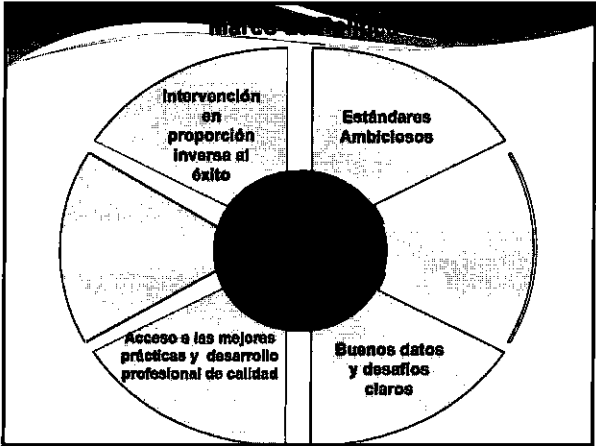 Intervención
en
proporción
inversa al
éxito
Estándares
Ambiciosos
Acceso a las mejores
prácticas y desarrollo
profesional de calidad
Buenos datos
y desafíos
claros